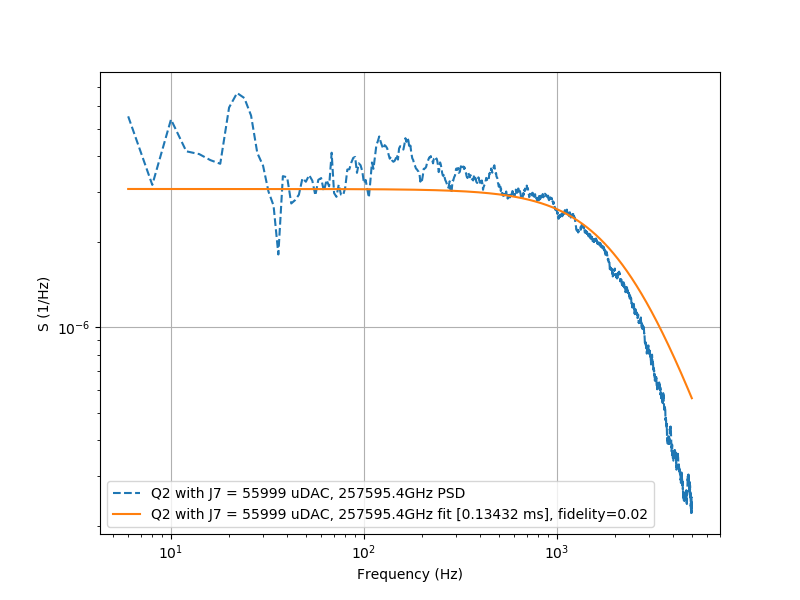 S (1/Hz)
10^-6
Q2 with J7 = 55999 uDAC, 257595.4GHz PSD
Q2 with J7 = 55999 uDAC, 257595.4GHz fit [0.13432 ms], fidelity=0.02
10^1 10^2 10^3
Frequency (Hz)